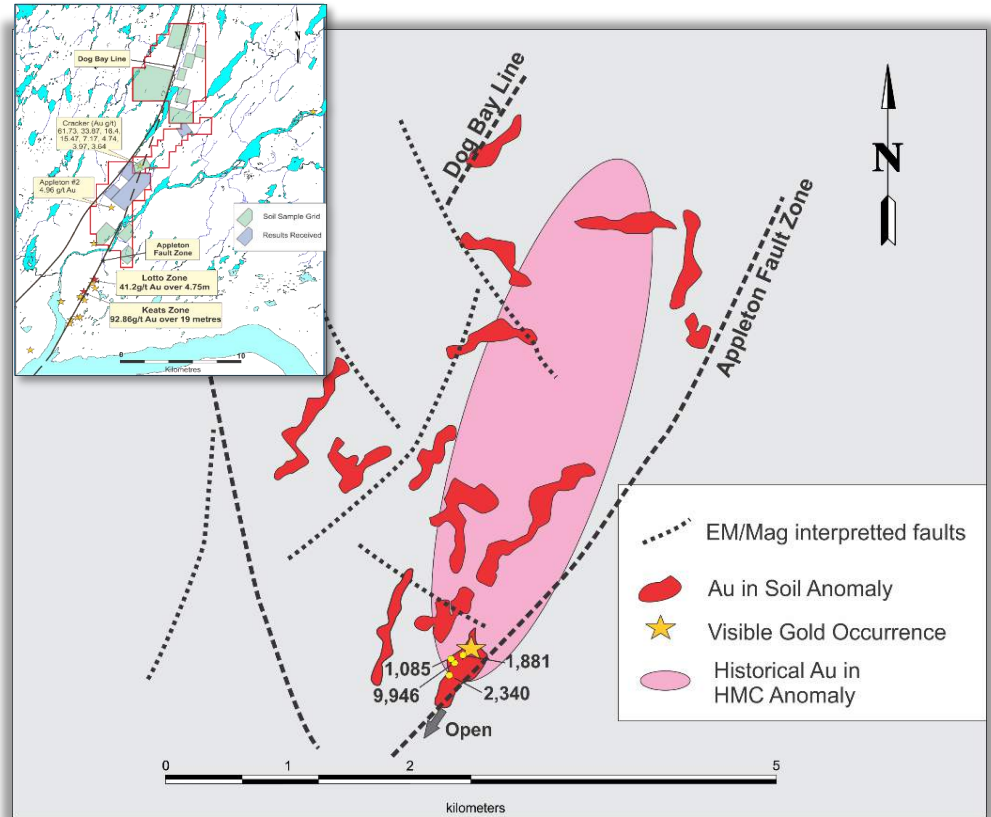 N
Dog Bay Line
Cracker (Au g/t)
61.73, 33.87, 16.4,
15.47, 7.17, 4.74,
3.97, 3.64
Appleton #2
4.96 g/t Au
Soil Sample Grid
Results Received
Appleton
Fault Zone
Lotto Zone
41.2g/t Au over 4.75m
Keats Zone
92.86g/t Au over 19 metres
0 10
Kilometres
Dog Bay Line
Appleton Fault Zone
N
1,085
1,881
9,946
2,340
Open
EM/Mag interpretted faults
Au in Soil Anomaly
Visible Gold Occurrence
Historical Au in
HMC Anomaly
0 1 2 5
kilometers